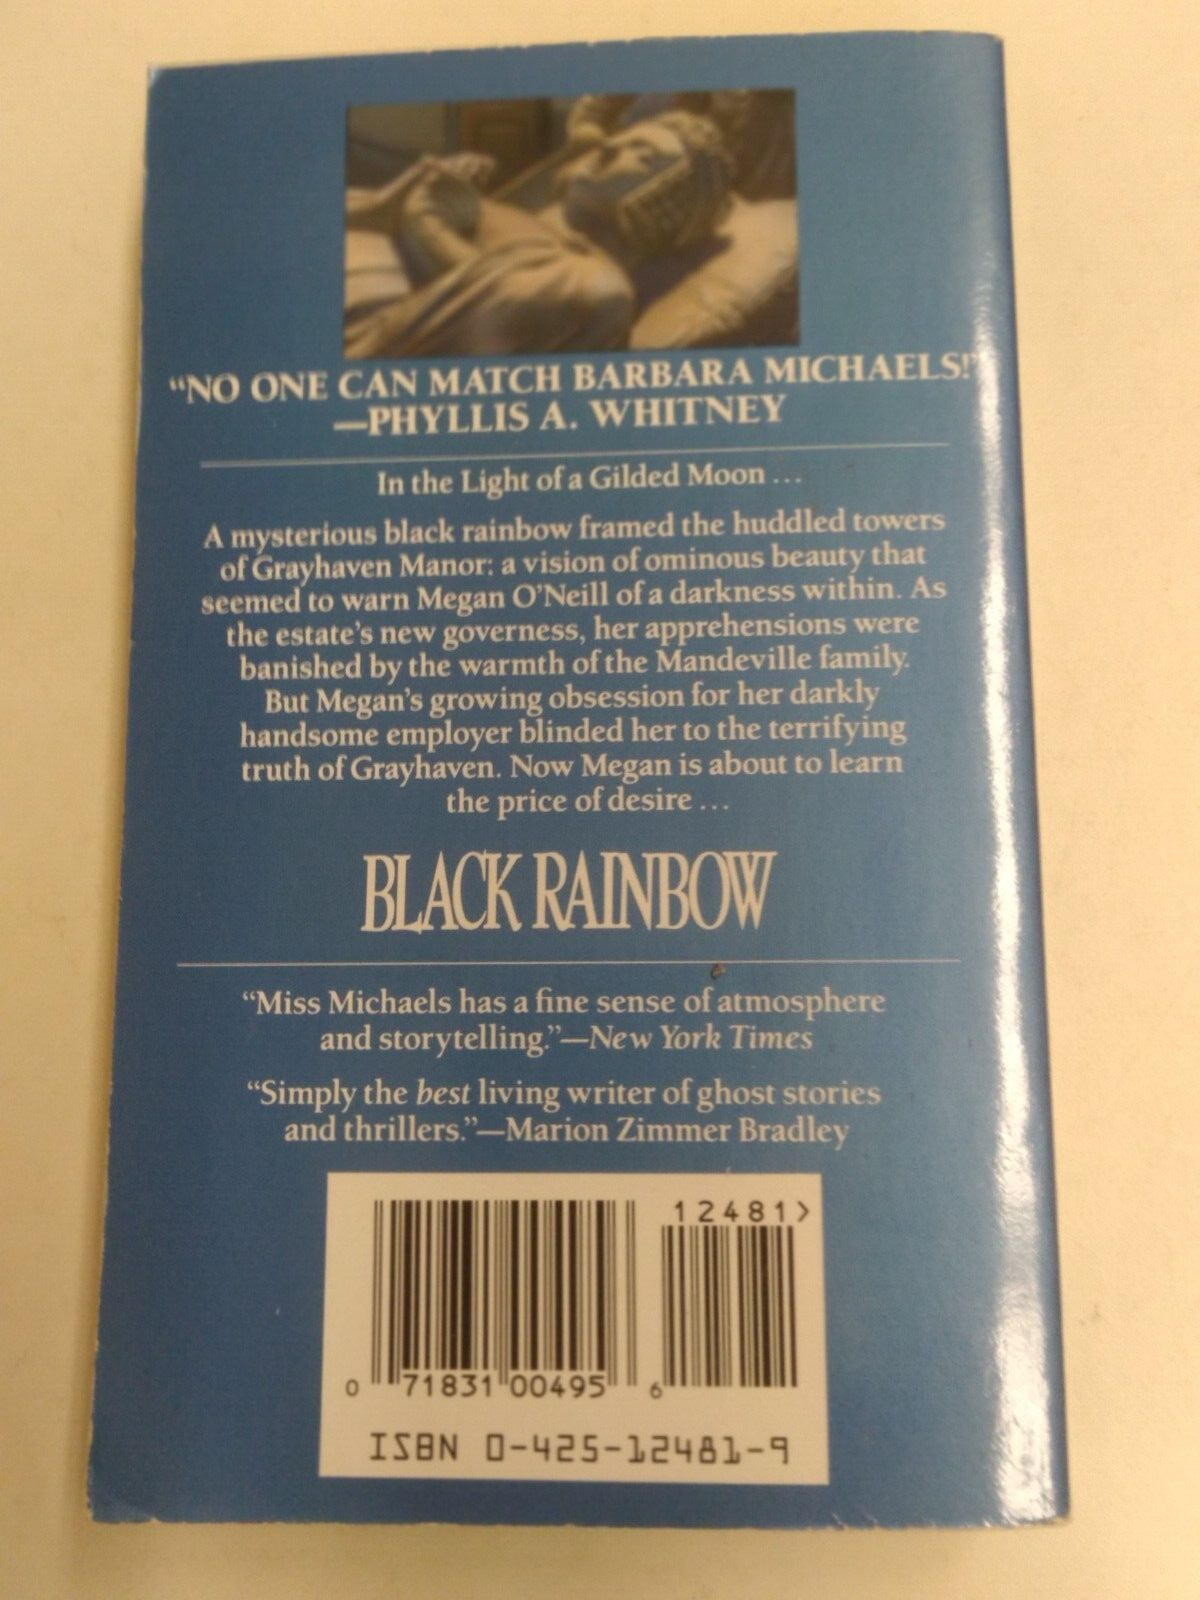 “NO ONE CAN MATCH BARBARA MICHAELS!”
—PHYLLIS A. WHITNEY
In the Light of a Gilded Moon . . .
A mysterious black rainbow framed the huddled towers
of Grayhaven Manor: a vision of ominous beauty that
seemed to warn Megan O’Neill of a darkness within. As
the estate’s new governess, her apprehensions were
banished by the warmth of the Mandeville family.
But Megan’s growing obsession for her darkly
handsome employer blinded her to the terrifying
truth of Grayhaven. Now Megan is about to learn
the price of desire . . .
BLACK RAINBOW
“Miss Michaels has a fine sense of atmosphere
and storytelling.”—New York Times
“Simply the best living writer of ghost stories
and thrillers.”—Marion Zimmer Bradley
12481>
0 71831 00495 6
ISBN 0-425-12481-9